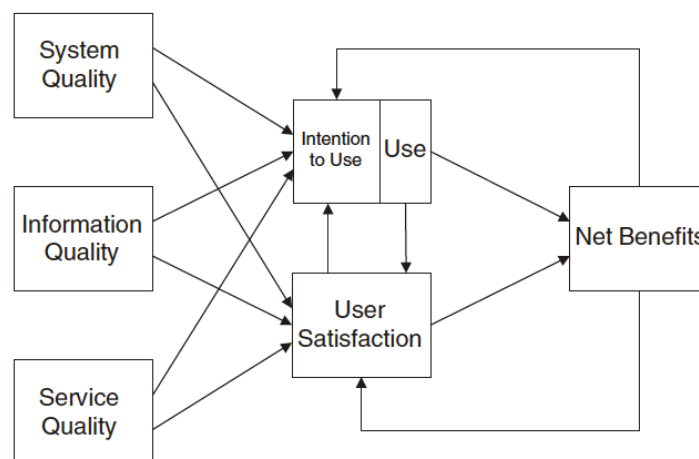 System
Quality
Information
Quality
Service
Quality
Intention
to Use
Use
User
Satisfaction
Net Benefits